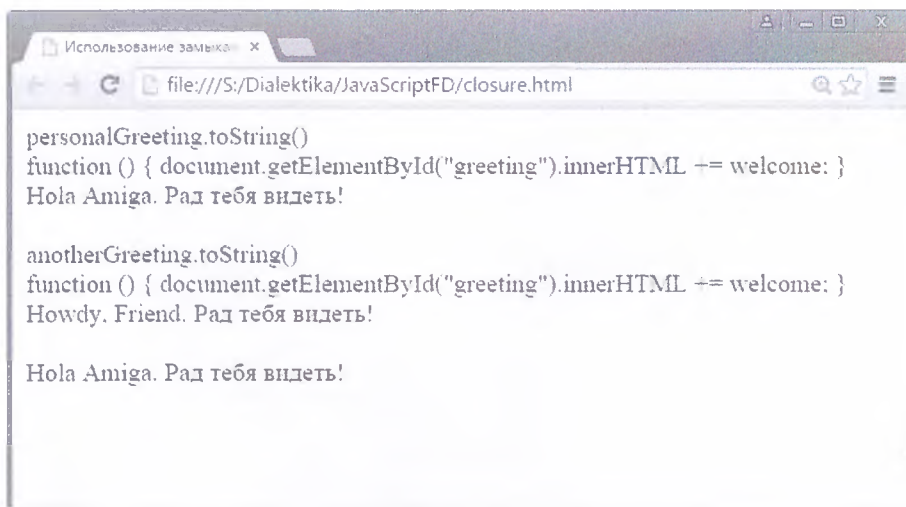 Использование замыка
file:///S:/Dialektika/JavaScriptFD/closure.html
personalGreeting.toString()
function () { document.getElementById("greeting").innerHTML += welcome; }
Hola Amiga. Рад тебя видеть!
anotherGreeting.toString()
function () { document.getElementById("greeting").innerHTML += welcome; }
Howdy, Friend. Рад тебя видеть!
Hola Amiga. Рад тебя видеть!